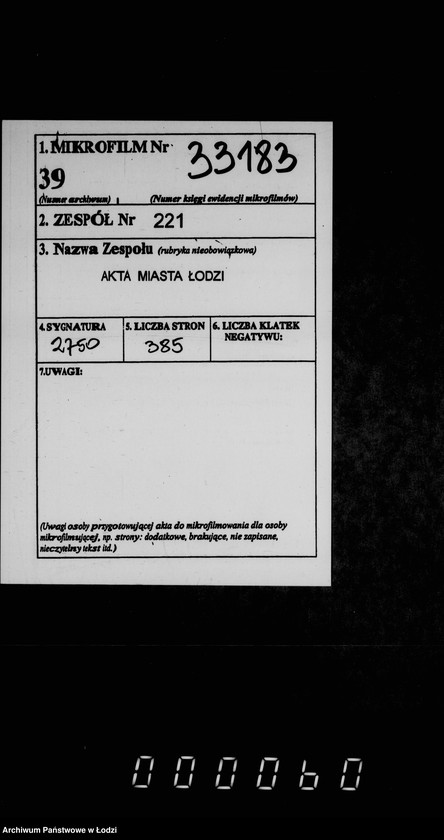 1. MIKROFILM Nr 33183
39
(Numer archiwum) (Numer księgi ewidencji mikrofilmów)
2. ZESPÓŁ Nr 221
3. Nazwa Zespołu (rubryka nieobowiązkowa)
AKTA MIASTA ŁODZI
4. SYGNATURA 5. LICZBA STRON 6. LICZBA KLATEK
NEGATYWU:
2750 385
7. UWAGI:
(Uwagi osoby przygotowującej akta do mikrofilmowania dla osoby
mikrofilmującej, np. strony: dodatkowe, brakujące, nie zapisane,
nieczytelny tekst itd.)
000060
Archiwum Państwowe w Łodzi